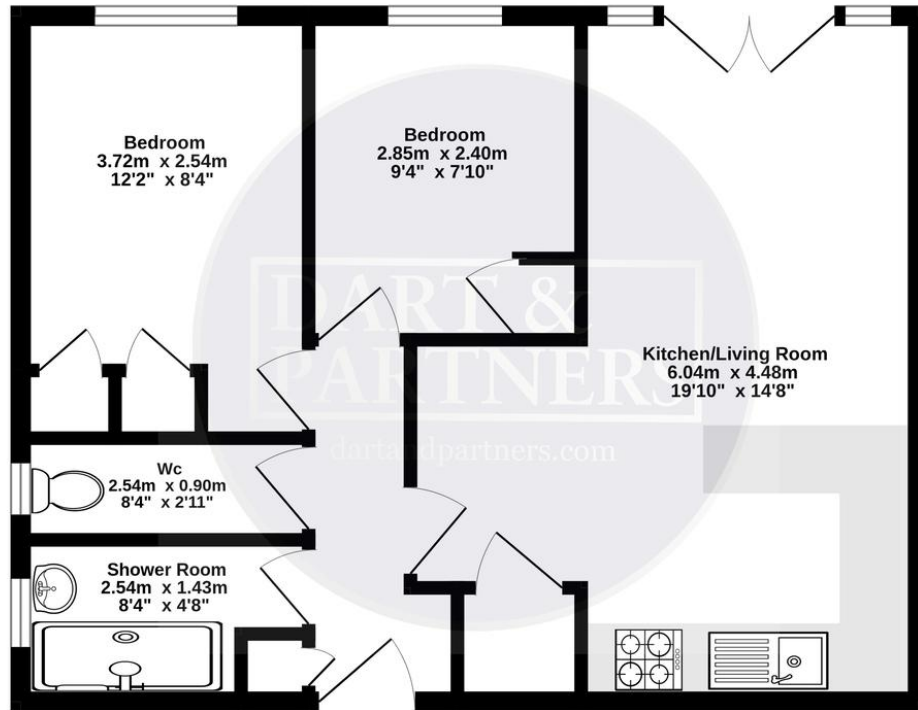 Bedroom
3.72m x 2.54m
12'2" x 8'4"
Bedroom
2.85m x 2.40m
9'4" x 7'10"
DART &
PARTNERS
dartandpartners.com
Kitchen/Living Room
6.04m x 4.48m
19'10" x 14'8"
Wc
2.54m x 0.90m
8'4" x 2'11"
Shower Room
2.54m x 1.43m
8'4" x 4'8"